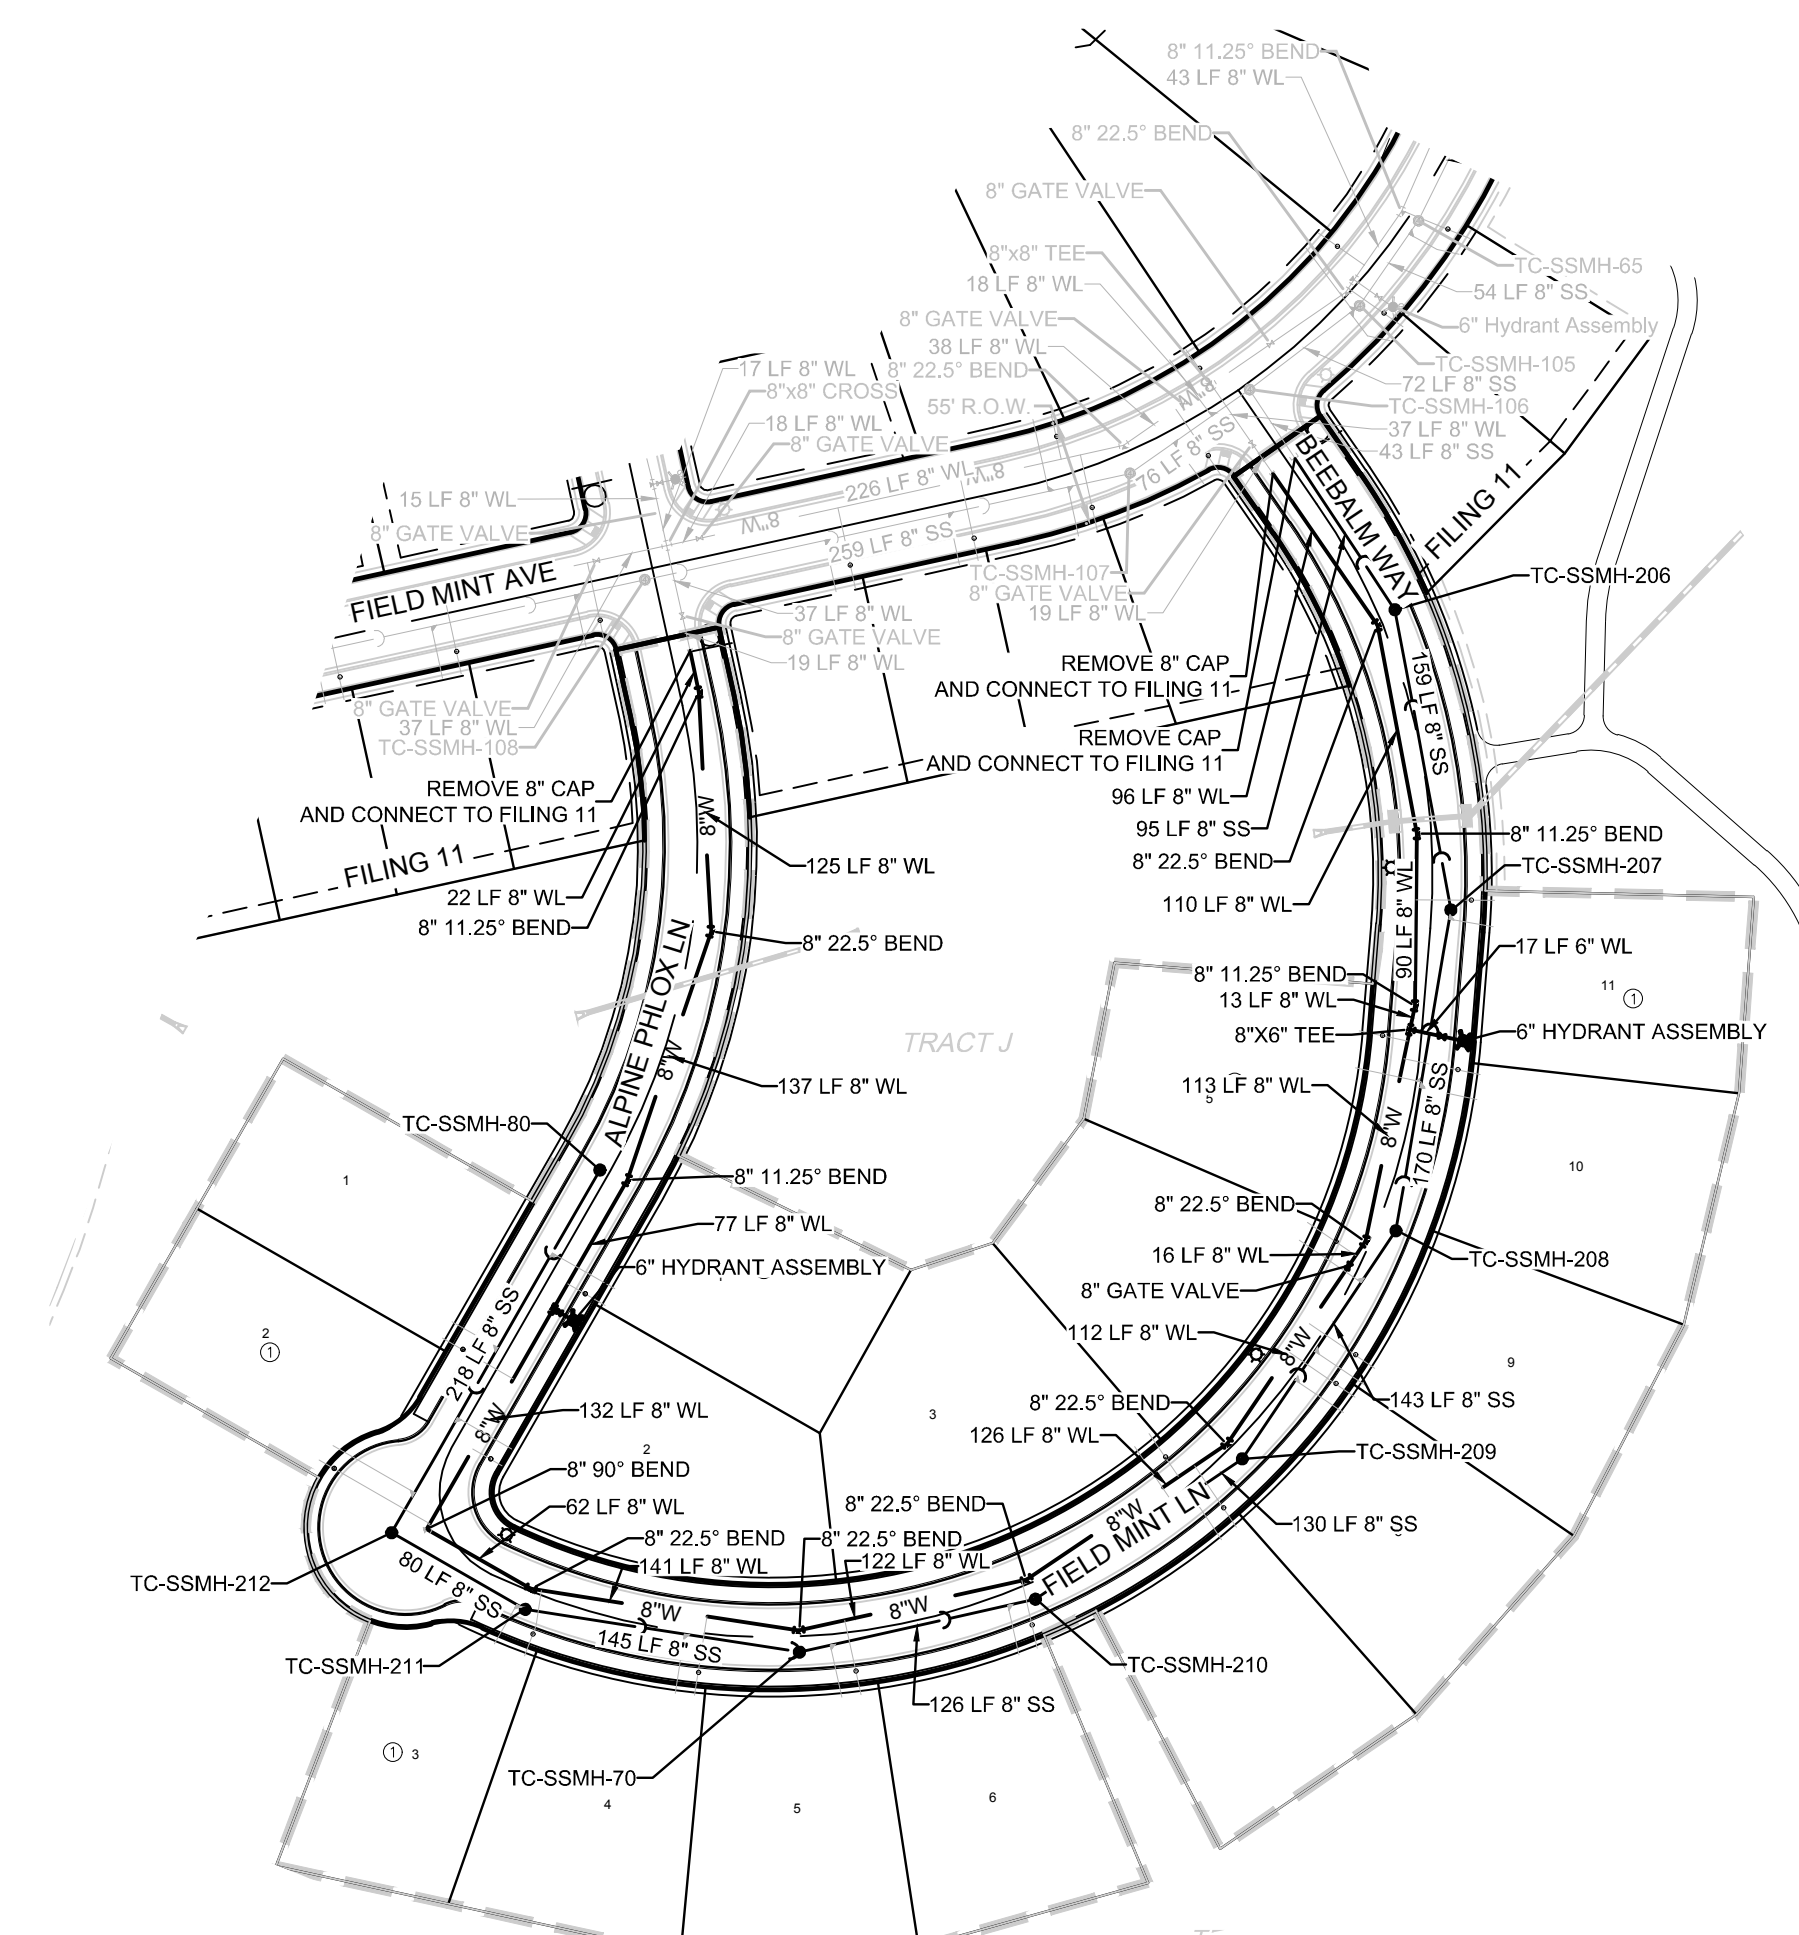 8" 11.25° BEND
43 LF 8" WL
8" 22.5° BEND
8" GATE VALVE
8"x8" TEE
18 LF 8" WL
8" GATE VALVE
38 LF 8" WL
8" 22.5° BEND
55' R.O.W.
TC-SSMH-65
54 LF 8" SS
6" Hydrant Assembly
TC-SSMH-105
72 LF 8" SS
TC-SSMH-106
37 LF 8" WL
43 LF 8" SS
17 LF 8" WL
8"x8" CROSS
18 LF 8" WL
8" GATE VALVE
15 LF 8" WL
8" GATE VALVE
226 LF 8" WL
8"W
8"W
8"W
259 LF 8" SS
76 LF 8" SS
FIELD MINT AVE
BEEBALM WAY
FILING 11
TC-SSMH-107
8" GATE VALVE
19 LF 8" WL
37 LF 8" WL
8" GATE VALVE
19 LF 8" WL
8" GATE VALVE
37 LF 8" WL
TC-SSMH-108
TC-SSMH-206
REMOVE 8" CAP
AND CONNECT TO FILING 11
REMOVE CAP
AND CONNECT TO FILING 11
96 LF 8" WL
95 LF 8" SS
8" 22.5° BEND
110 LF 8" WL
159 LF 8" SS
REMOVE 8" CAP
AND CONNECT TO FILING 11
FILING 11
22 LF 8" WL
8" 11.25° BEND
8"W
125 LF 8" WL
8" 22.5° BEND
8" 11.25° BEND
TC-SSMH-207
90 LF 8" WL
17 LF 6" WL
8" 11.25° BEND
13 LF 8" WL
8"X6" TEE
6" HYDRANT ASSEMBLY
11
1
TRACT J
ALPINE PHLOX LN
8"W
137 LF 8" WL
113 LF 8" WL
5
8"W
170 LF 8" SS
10
TC-SSMH-80
8" 11.25° BEND
77 LF 8" WL
6" HYDRANT ASSEMBLY
1
2
1
218 LF 8" SS
8" 22.5° BEND
16 LF 8" WL
8" GATE VALVE
TC-SSMH-208
112 LF 8" WL
8"W
9
143 LF 8" SS
8" 22.5° BEND
126 LF 8" WL
TC-SSMH-209
3
132 LF 8" WL
8"W
2
8" 90° BEND
62 LF 8" WL
8" 22.5° BEND
141 LF 8" WL
8" 22.5° BEND
8" 22.5° BEND
122 LF 8" WL
8"W
FIELD MINT LN
130 LF 8" SS
TC-SSMH-212
80 LF 8" SS
8"W
8"W
145 LF 8" SS
TC-SSMH-211
TC-SSMH-210
126 LF 8" SS
TC-SSMH-70
1
3
4
5
6